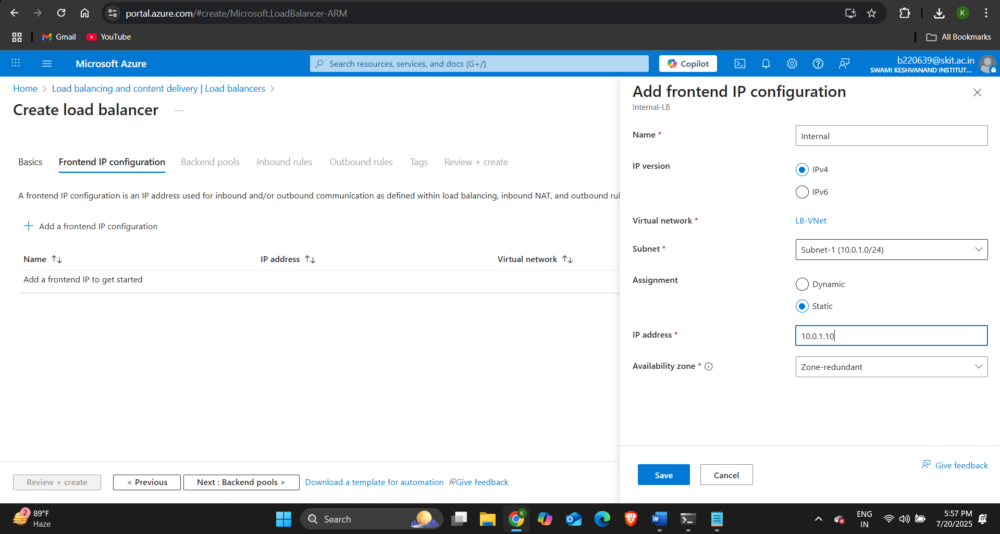 portal.azure.com/#create/Microsoft.LoadBalancer-ARM
K
Gmail
YouTube
All Bookmarks
Microsoft Azure
Search resources, services, and docs (G+/)
Copilot
b220639@skit.ac.in
SWAMI KESHVANAND INSTITUT...
Home > Load balancing and content delivery | Load balancers >
Create load balancer ...
Basics
Frontend IP configuration
Backend pools
Inbound rules
Outbound rules
Tags
Review + create
A frontend IP configuration is an IP address used for inbound and/or outbound communication as defined within load balancing, inbound NAT, and outbound rul
+ Add a frontend IP configuration
Name ↑↓
IP address ↑↓
Virtual network ↑↓
Add a frontend IP to get started
Review + create
< Previous
Next : Backend pools >
Download a template for automation
Give feedback
Add frontend IP configuration
Internal-LB
Name *
Internal
IP version
IPv4
IPv6
Virtual network *
LB-VNet
Subnet *
Subnet-1 (10.0.1.0/24)
Assignment
Dynamic
Static
IP address *
10.0.1.10
Availability zone *
Zone-redundant
Save
Cancel
Give feedback
2
89°F
Haze
Search
K
ENG
IN
5:57 PM
7/20/2025